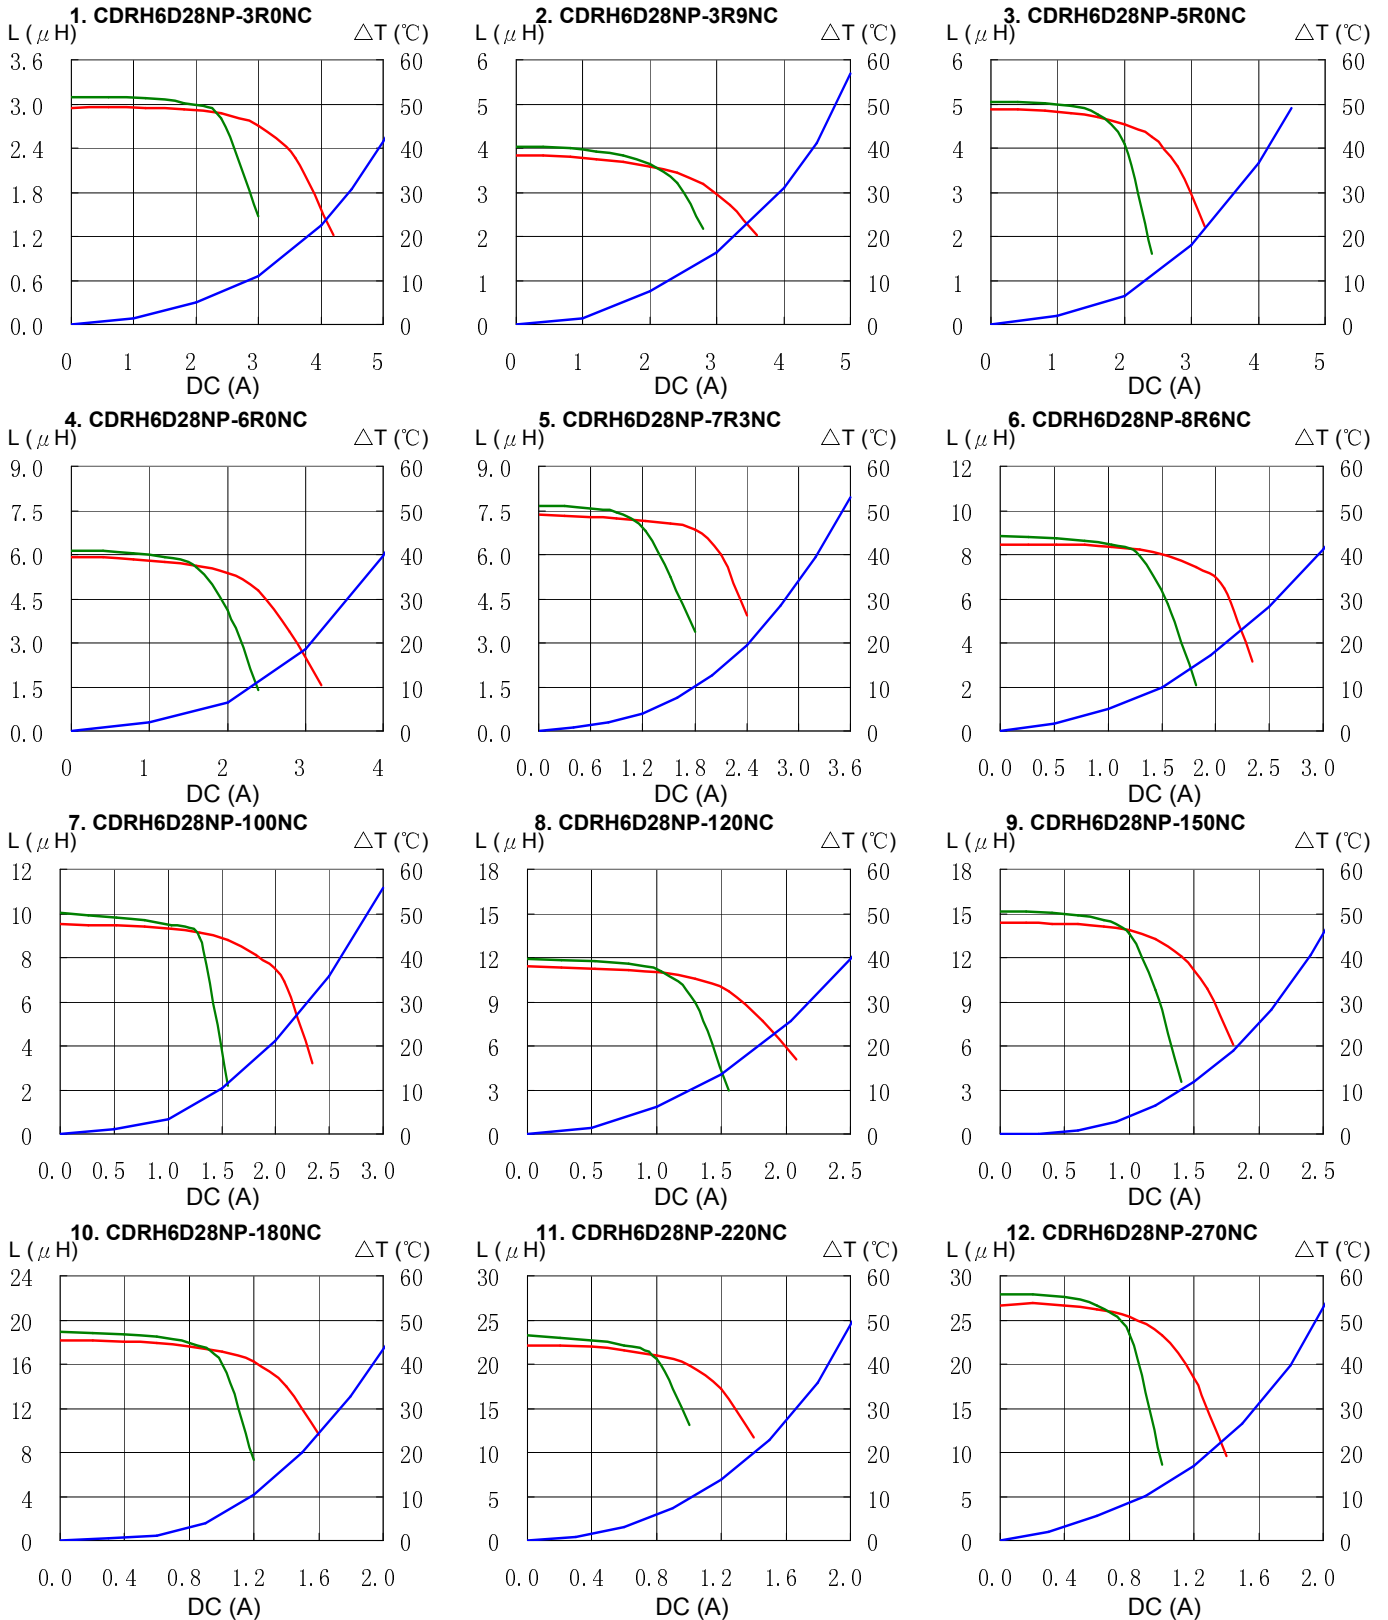 1. CDRH6D28NP-3R0NC
L (μH) △T (℃)
3.6 60
3.0 50
2.4 40
1.8 30
1.2 20
0.6 10
0.0 0
0 1 2 3 4 5
DC (A)
2. CDRH6D28NP-3R9NC
L (μH) △T (℃)
6 60
5 50
4 40
3 30
2 20
1 10
0 0
0 1 2 3 4 5
DC (A)
3. CDRH6D28NP-5R0NC
L (μH) △T (℃)
6 60
5 50
4 40
3 30
2 20
1 10
0 0
0 1 2 3 4 5
DC (A)
4. CDRH6D28NP-6R0NC
L (μH) △T (℃)
9.0 60
7.5 50
6.0 40
4.5 30
3.0 20
1.5 10
0.0 0
0 1 2 3 4
DC (A)
5. CDRH6D28NP-7R3NC
L (μH) △T (℃)
9.0 60
7.5 50
6.0 40
4.5 30
3.0 20
1.5 10
0.0 0
0.0 0.6 1.2 1.8 2.4 3.0 3.6
DC (A)
6. CDRH6D28NP-8R6NC
L (μH) △T (℃)
12 60
10 50
8 40
6 30
4 20
2 10
0 0
0.0 0.5 1.0 1.5 2.0 2.5 3.0
DC (A)
7. CDRH6D28NP-100NC
L (μH) △T (℃)
12 60
10 50
8 40
6 30
4 20
2 10
0 0
0.0 0.5 1.0 1.5 2.0 2.5 3.0
DC (A)
8. CDRH6D28NP-120NC
L (μH) △T (℃)
18 60
15 50
12 40
9 30
6 20
3 10
0 0
0.0 0.5 1.0 1.5 2.0 2.5
DC (A)
9. CDRH6D28NP-150NC
L (μH) △T (℃)
18 60
15 50
12 40
9 30
6 20
3 10
0 0
0.0 0.5 1.0 1.5 2.0 2.5
DC (A)
10. CDRH6D28NP-180NC
L (μH) △T (℃)
24 60
20 50
16 40
12 30
8 20
4 10
0 0
0.0 0.4 0.8 1.2 1.6 2.0
DC (A)
11. CDRH6D28NP-220NC
L (μH) △T (℃)
30 60
25 50
20 40
15 30
10 20
5 10
0 0
0.0 0.4 0.8 1.2 1.6 2.0
DC (A)
12. CDRH6D28NP-270NC
L (μH) △T (℃)
30 60
25 50
20 40
15 30
10 20
5 10
0 0
0.0 0.4 0.8 1.2 1.6 2.0
DC (A)